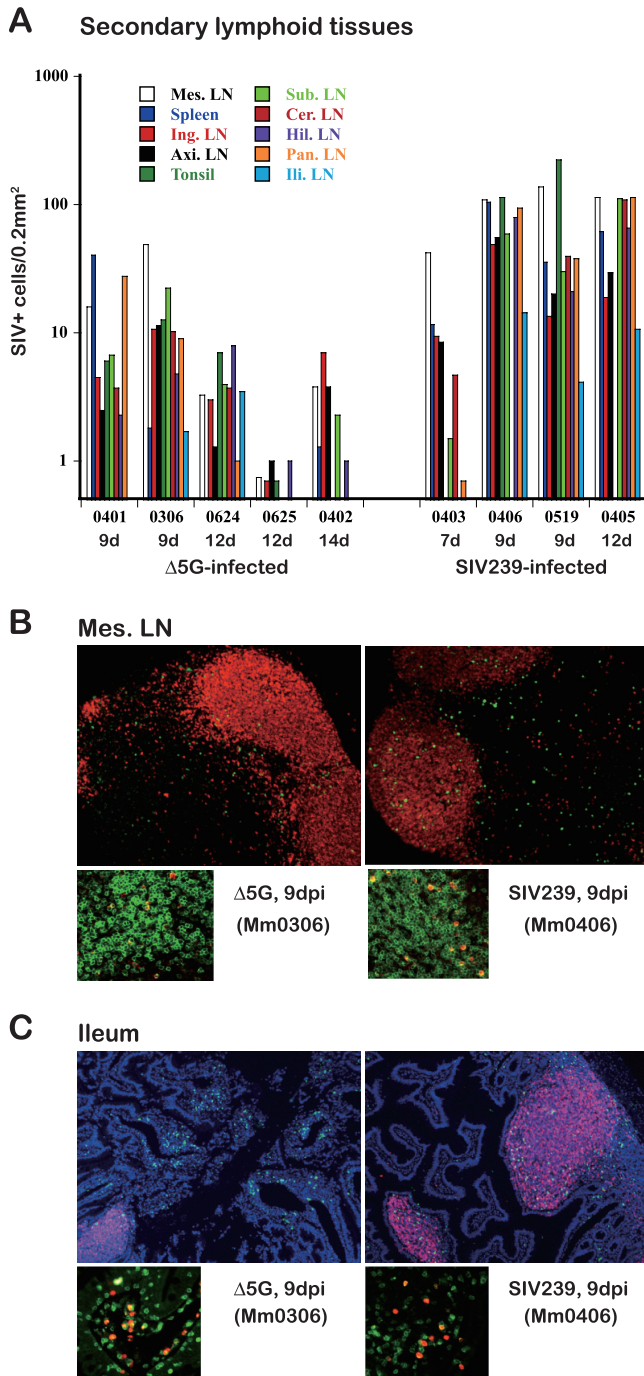 A Secondary lymphoid tissues
1000
100
10
1
SIV+ cells/0.2mm²
Mes. LN
Spleen
Ing. LN
Axi. LN
Tonsil
Sub. LN
Cer. LN
Hil. LN
Pan. LN
Ili. LN
0401 0306 0624 0625 0402 0403 0406 0519 0405
9d 9d 12d 12d 14d 7d 9d 9d 12d
Δ5G-infected SIV239-infected
B Mes. LN
Δ5G, 9dpi
(Mm0306)
SIV239, 9dpi
(Mm0406)
C Ileum
Δ5G, 9dpi
(Mm0306)
SIV239, 9dpi
(Mm0406)